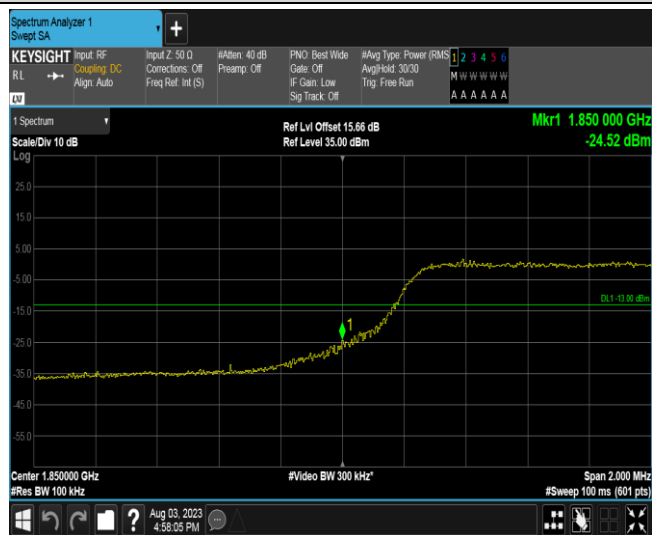 Spectrum Analyzer 1
Swept SA
+
KEYSIGHT
RL
LXI
Input: RF
Coupling: DC
Align: Auto
Input Z: 50 Ω
Corrections: Off
Freq Ref: Int (S)
#Atten: 40 dB
Preamp: Off
PNO: Best Wide
Gate: Off
IF Gain: Low
Sig Track: Off
#Avg Type: Power (RMS
Avg|Hold: 30/30
Trig: Free Run
1 2 3 4 5 6
M W W W W W
A A A A A A
1 Spectrum
Scale/Div 10 dB
Log
Ref Lvl Offset 15.66 dB
Ref Level 35.00 dBm
Mkr1 1.850 000 GHz
-24.52 dBm
25.0
15.0
5.00
-5.00
-15.0
-25.0
-35.0
-45.0
-55.0
DL1 -13.00 dBm
1
Center 1.850000 GHz
#Res BW 100 kHz
#Video BW 300 kHz*
Span 2.000 MHz
#Sweep 100 ms (601 pts)
?
Aug 03, 2023
4:58:05 PM